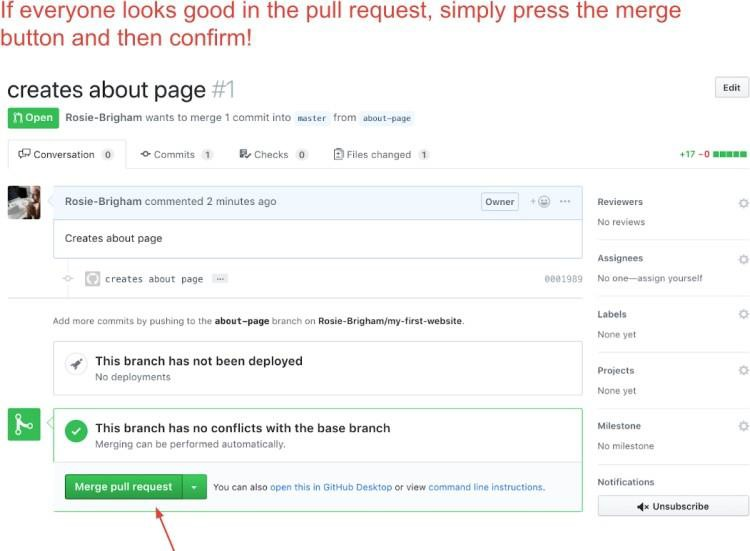 If everyone looks good in the pull request, simply press the merge
button and then confirm!
creates about page #1
Edit
Open Rosie-Brigham wants to merge 1 commit into master from about-page
Conversation 0 Commits 1 Checks 0 Files changed 1 +17 −0
Rosie-Brigham commented 2 minutes ago Owner + ...
Creates about page
creates about page ... 0001989
Add more commits by pushing to the about-page branch on Rosie-Brigham/my-first-website.
This branch has not been deployed
No deployments
This branch has no conflicts with the base branch
Merging can be performed automatically.
Merge pull request You can also open this in GitHub Desktop or view command line instructions.
Reviewers
No reviews
Assignees
No one—assign yourself
Labels
None yet
Projects
None yet
Milestone
No milestone
Notifications
Unsubscribe